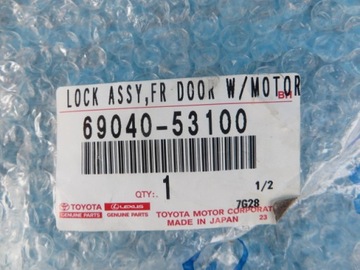 LOCK ASSY,FR DOOR W/MOTOR
69040-53100
QTY:. 1
1/2
7G28
TOYOTA LEXUS
GENUINE PARTS GENUINE PARTS
TOYOTA MOTOR CORPORATI
MADE IN JAPAN 23